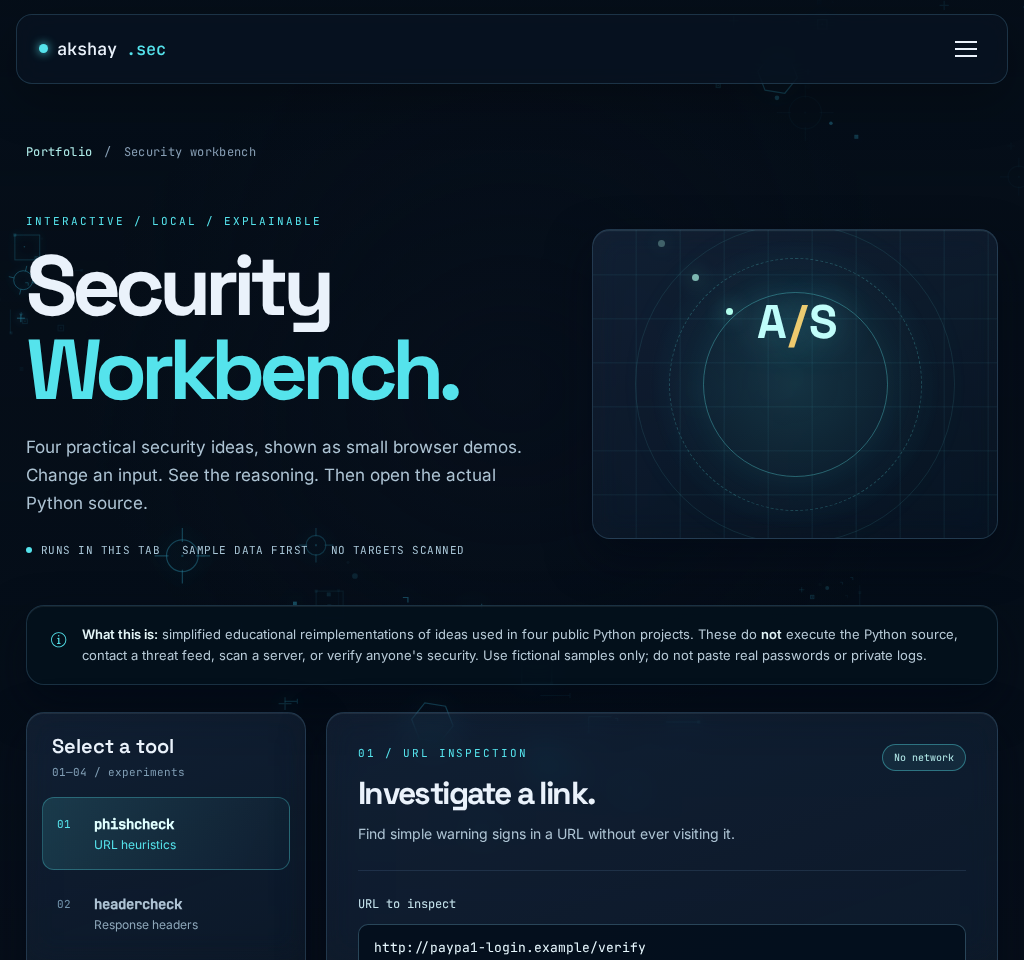 akshay .sec
Portfolio / Security workbench
INTERACTIVE / LOCAL / EXPLAINABLE
Security
Workbench.
A/S
Four practical security ideas, shown as small browser demos.
Change an input. See the reasoning. Then open the actual
Python source.
RUNS IN THIS TAB SAMPLE DATA FIRST NO TARGETS SCANNED
What this is: simplified educational reimplementations of ideas used in four public Python projects. These do not execute the Python source,
contact a threat feed, scan a server, or verify anyone's security. Use fictional samples only; do not paste real passwords or private logs.
Select a tool
01—04 / experiments
01 phishcheck
URL heuristics
02 headercheck
Response headers
01 / URL INSPECTION
No network
Investigate a link.
Find simple warning signs in a URL without ever visiting it.
URL to inspect
http://paypa1-login.example/verify